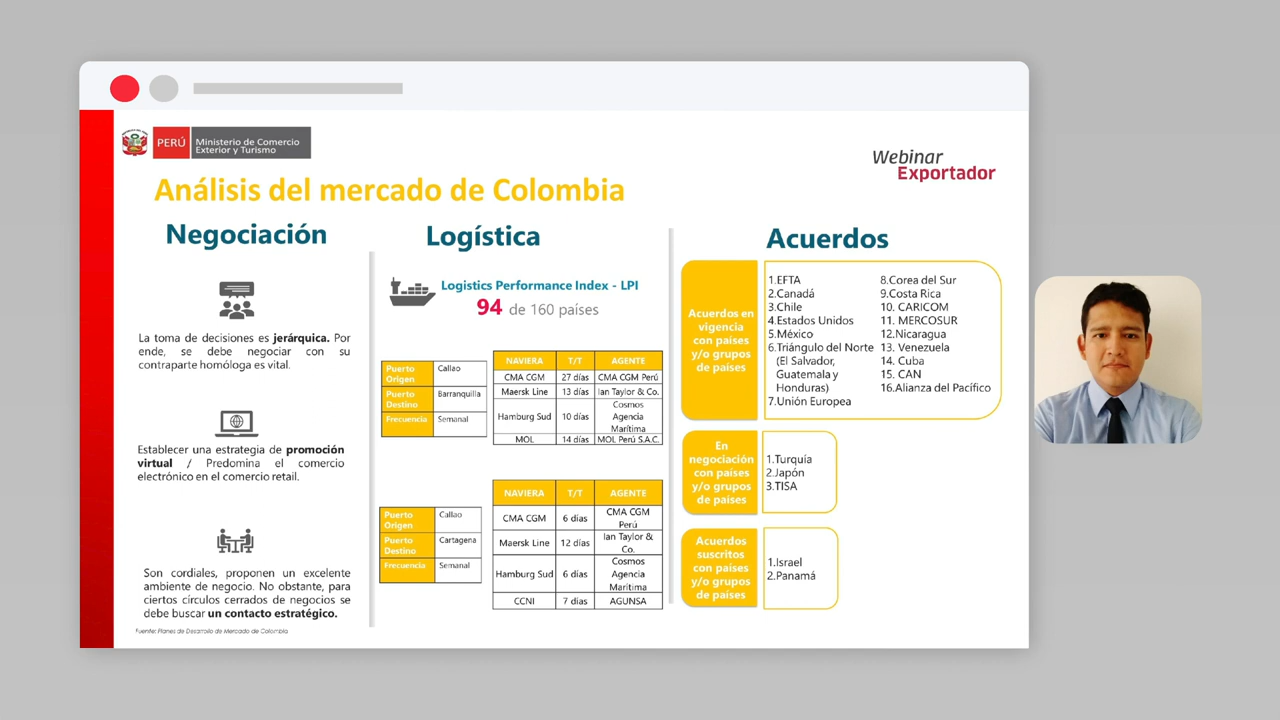 PERÚ
Ministerio de Comercio
Exterior y Turismo
Webinar
Exportador
Análisis del mercado de Colombia
Negociación
La toma de decisiones es jerárquica. Por
ende, se debe negociar con su
contraparte homóloga es vital.
Establecer una estrategia de promoción
virtual / Predomina el comercio
electrónico en el comercio retail.
Son cordiales, proponen un excelente
ambiente de negocio. No obstante, para
ciertos círculos cerrados de negocios se
debe buscar un contacto estratégico.
Fuente: Planes de Desarrollo de Mercado de Colombia
Logística
Logistics Performance Index - LPI
94 de 160 países
Puerto Origen Callao
Puerto Destino Barranquilla
Frecuencia Semanal
NAVIERA T/T AGENTE
CMA CGM 27 días CMA CGM Perú
Maersk Line 13 días Ian Taylor & Co.
Hamburg Sud 10 días Cosmos Agencia Marítima
MOL 14 días MOL Perú S.A.C.
Puerto Origen Callao
Puerto Destino Cartagena
Frecuencia Semanal
NAVIERA T/T AGENTE
CMA CGM 6 días CMA CGM Perú
Maersk Line 12 días Ian Taylor & Co.
Hamburg Sud 6 días Cosmos Agencia Marítima
CCNI 7 días AGUNSA
Acuerdos
Acuerdos en
vigencia
con países
y/o grupos
de países
1.EFTA
2.Canadá
3.Chile
4.Estados Unidos
5.México
6.Triángulo del Norte
(El Salvador,
Guatemala y
Honduras)
7.Unión Europea
8.Corea del Sur
9.Costa Rica
10. CARICOM
11. MERCOSUR
12.Nicaragua
13. Venezuela
14. Cuba
15. CAN
16.Alianza del Pacífico
En
negociación
con países
y/o grupos
de países
1.Turquía
2.Japón
3.TISA
Acuerdos
suscritos
con países
y/o grupos
de países
1.Israel
2.Panamá